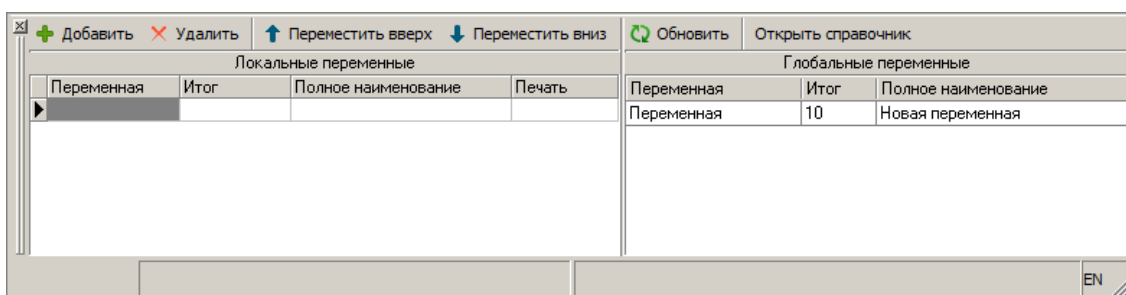 Добавить Удалить Переместить вверх Переместить вниз Обновить Открыть справочник
Локальные переменные Глобальные переменные
Переменная Итог Полное наименование Печать Переменная Итог Полное наименование
Переменная 10 Новая переменная
EN